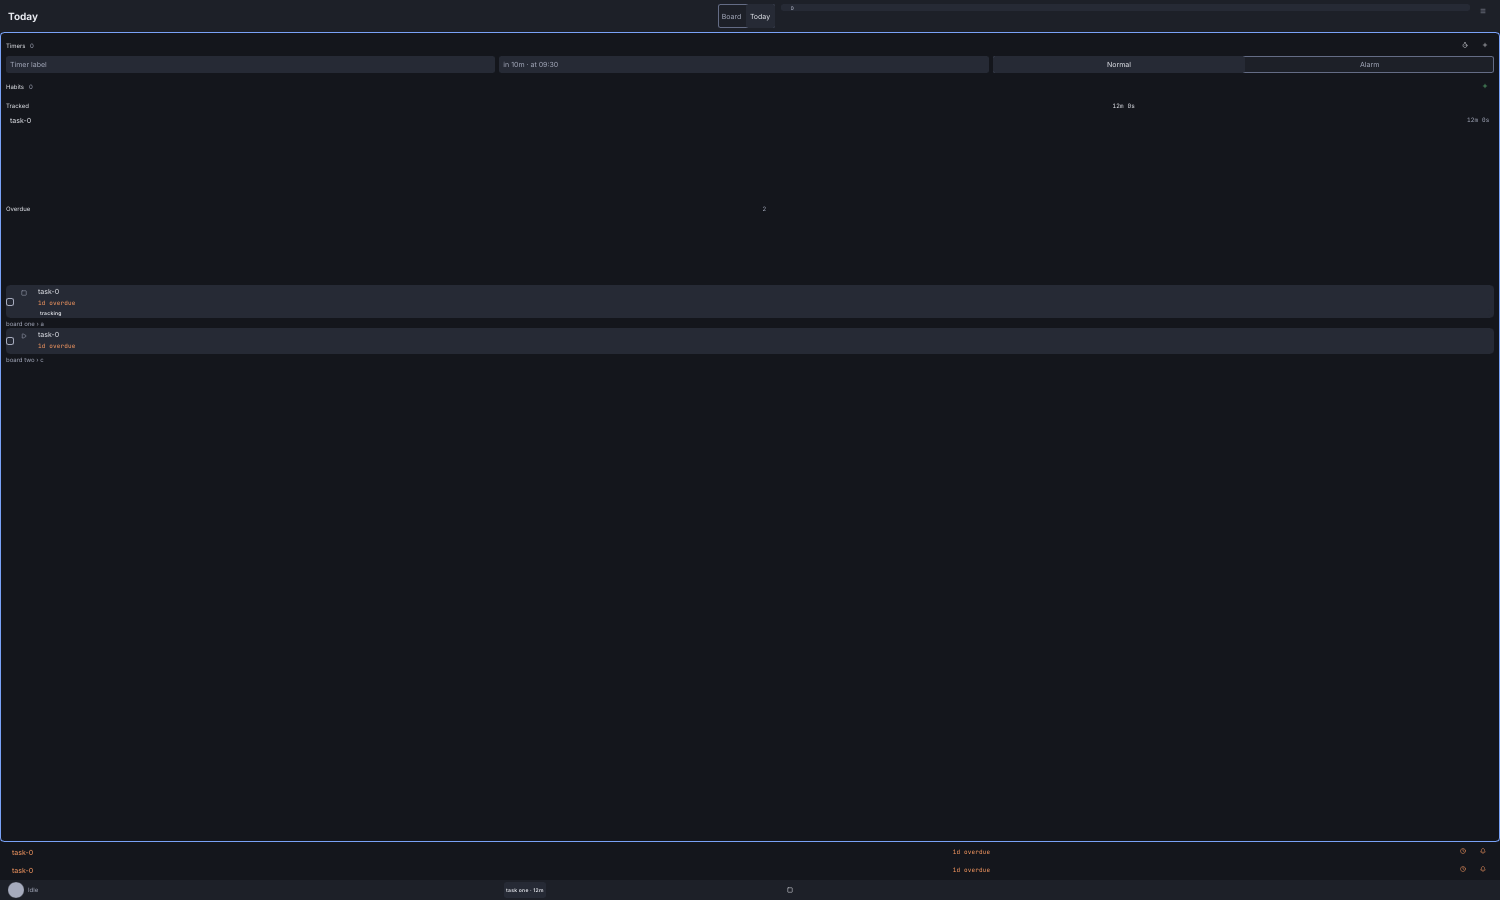 Today
Board Today
Timers 0
Timer label
in 10m · at 09:30
Normal
Alarm
Habits 0
Tracked 12m 0s
task-0 12m 0s
Overdue 2
task-0
1d overdue
tracking
board one › a
task-0
1d overdue
board two › c
task-0 1d overdue
task-0 1d overdue
Idle task one · 12m